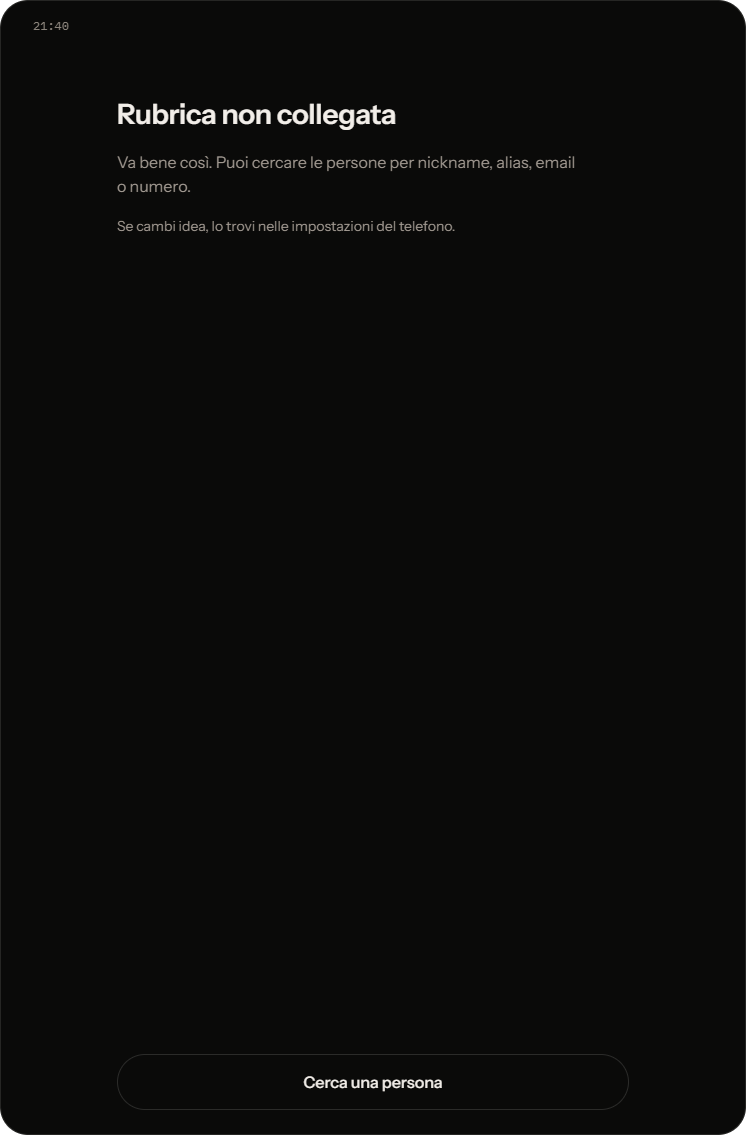 21:40
Rubrica non collegata
Va bene così. Puoi cercare le persone per nickname, alias, email
o numero.
Se cambi idea, lo trovi nelle impostazioni del telefono.
Cerca una persona